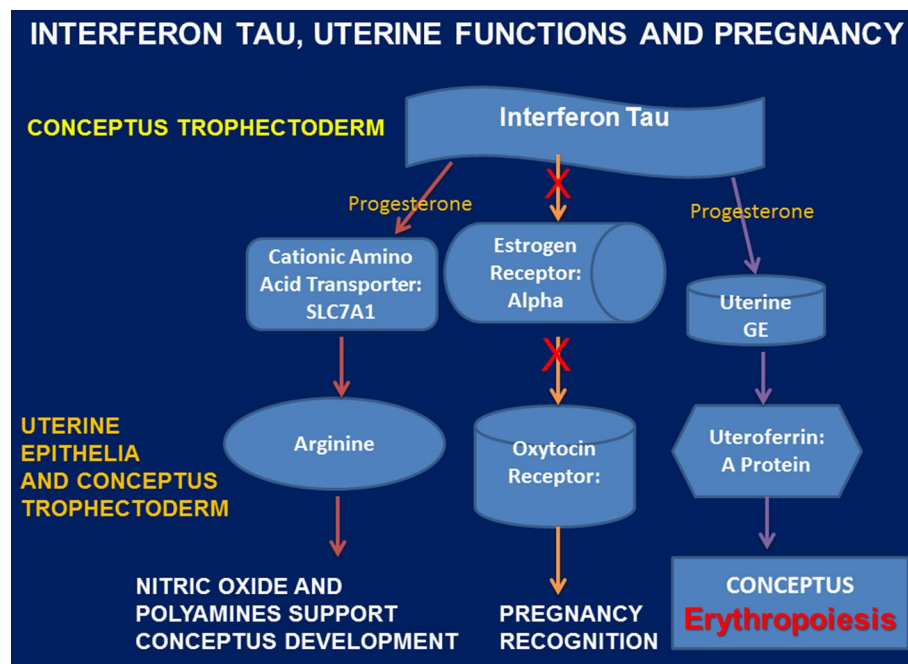 INTERFERON TAU, UTERINE FUNCTIONS AND PREGNANCY
CONCEPTUS TROPHECTODERM
Interferon Tau
X
Progesterone
Progesterone
Cationic Amino
Acid Transporter:
SLC7A1
Estrogen
Receptor:
Alpha
Uterine
GE
X
UTERINE
EPITHELIA
AND CONCEPTUS
TROPHECTODERM
Arginine
Oxytocin
Receptor:
Uteroferrin:
A Protein
NITRIC OXIDE AND
POLYAMINES SUPPORT
CONCEPTUS DEVELOPMENT
PREGNANCY
RECOGNITION
CONCEPTUS
Erythropoiesis